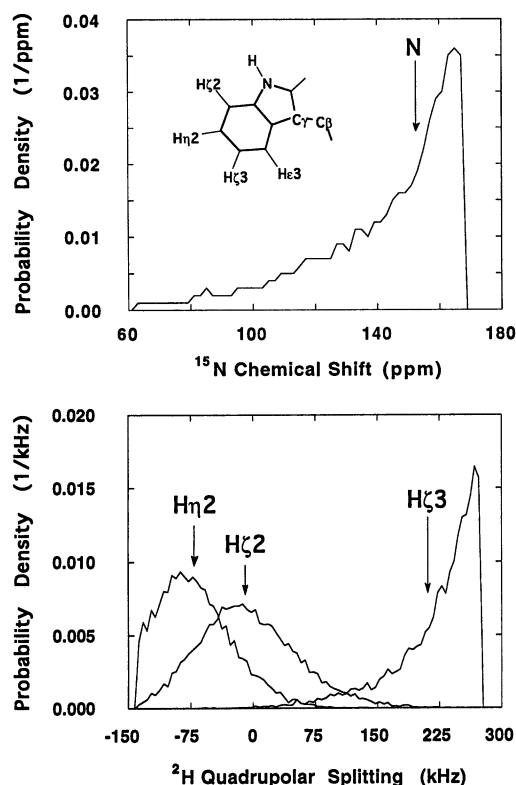 0.04
0.03
0.02
0.01
0.00
Probability Density (1/ppm)
H
N
Hζ2
Hη2
Hζ3
Hε3
Cγ
Cβ
N
60
100
140
180
15N Chemical Shift (ppm)
0.020
0.015
0.010
0.005
0.000
Probability Density (1/kHz)
Hη2
Hζ2
Hζ3
-150
-75
0
75
150
225
300
2H Quadrupolar Splitting (kHz)